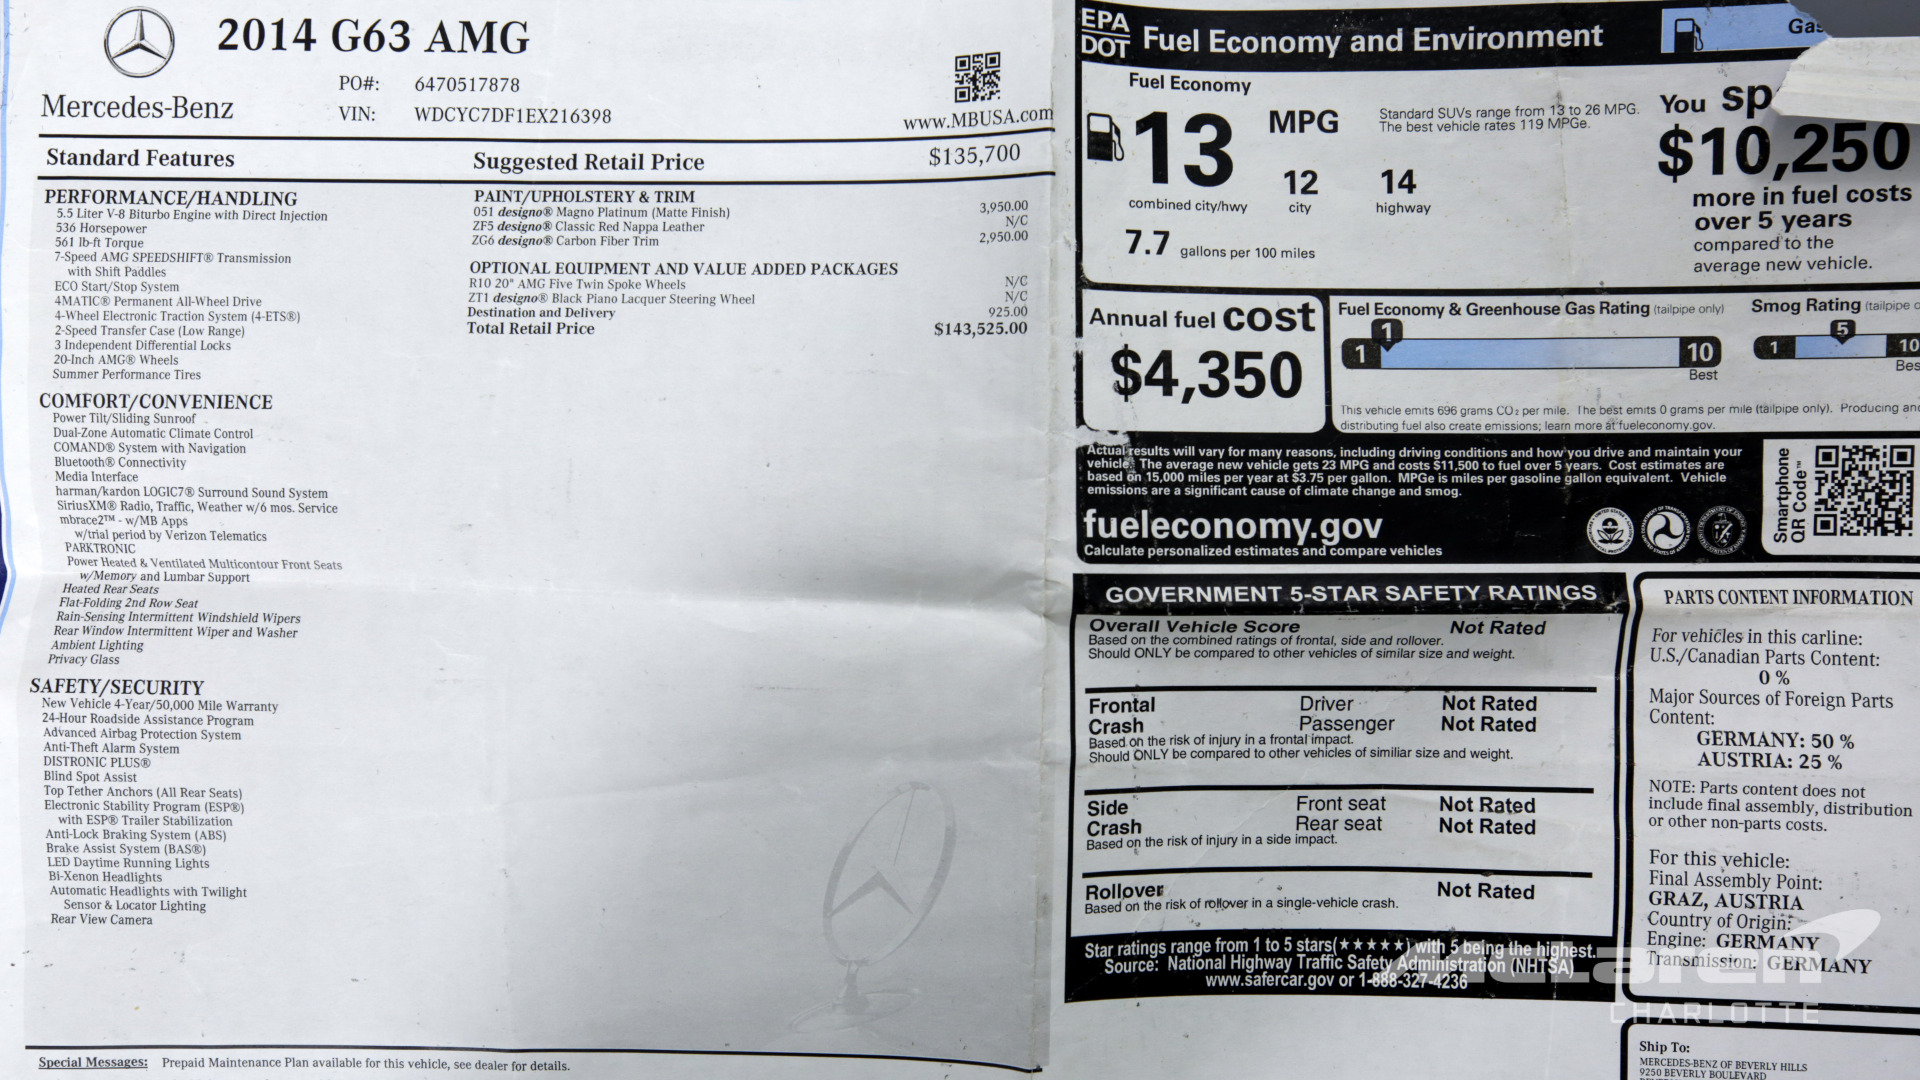 2014 G63 AMG
Mercedes-Benz
PO#: 6470517878
VIN: WDCYC7DF1EX216398
www.MBUSA.com
Standard Features
Suggested Retail Price $135,700
PERFORMANCE/HANDLING
5.5 Liter V-8 Biturbo Engine with Direct Injection
536 Horsepower
561 lb-ft Torque
7-Speed AMG SPEEDSHIFT® Transmission
with Shift Paddles
ECO Start/Stop System
4MATIC® Permanent All-Wheel Drive
4-Wheel Electronic Traction System (4-ETS®)
2-Speed Transfer Case (Low Range)
3 Independent Differential Locks
20-Inch AMG® Wheels
Summer Performance Tires
COMFORT/CONVENIENCE
Power Tilt/Sliding Sunroof
Dual-Zone Automatic Climate Control
COMAND® System with Navigation
Bluetooth® Connectivity
Media Interface
harman/kardon LOGIC7® Surround Sound System
SiriusXM® Radio, Traffic, Weather w/6 mos. Service
mbrace2™ - w/MB Apps
w/trial period by Verizon Telematics
PARKTRONIC
Power Heated & Ventilated Multicontour Front Seats
w/Memory and Lumbar Support
Heated Rear Seats
Flat-Folding 2nd Row Seat
Rain-Sensing Intermittent Windshield Wipers
Rear Window Intermittent Wiper and Washer
Ambient Lighting
Privacy Glass
SAFETY/SECURITY
New Vehicle 4-Year/50,000 Mile Warranty
24-Hour Roadside Assistance Program
Advanced Airbag Protection System
Anti-Theft Alarm System
DISTRONIC PLUS®
Blind Spot Assist
Top Tether Anchors (All Rear Seats)
Electronic Stability Program (ESP®)
with ESP® Trailer Stabilization
Anti-Lock Braking System (ABS)
Brake Assist System (BAS®)
LED Daytime Running Lights
Bi-Xenon Headlights
Automatic Headlights with Twilight
Sensor & Locator Lighting
Rear View Camera
PAINT/UPHOLSTERY & TRIM
051 designo® Magno Platinum (Matte Finish) 3,950.00
ZF5 designo® Classic Red Nappa Leather N/C
ZG6 designo® Carbon Fiber Trim 2,950.00
OPTIONAL EQUIPMENT AND VALUE ADDED PACKAGES
R10 20" AMG Five Twin Spoke Wheels N/C
ZT1 designo® Black Piano Lacquer Steering Wheel N/C
Destination and Delivery 925.00
Total Retail Price $143,525.00
Special Messages: Prepaid Maintenance Plan available for this vehicle, see dealer for details.
EPA
DOT
Fuel Economy and Environment
Gas
Fuel Economy
13 MPG
combined city/hwy
12
city
14
highway
7.7 gallons per 100 miles
Standard SUVs range from 13 to 26 MPG.
The best vehicle rates 119 MPGe.
You sp
$10,250
more in fuel costs
over 5 years
compared to the
average new vehicle.
Annual fuel cost
$4,350
Fuel Economy & Greenhouse Gas Rating (tailpipe only)
1
1 10
Best
Smog Rating (tailpipe o
5
1 10
Bes
This vehicle emits 696 grams CO2 per mile. The best emits 0 grams per mile (tailpipe only). Producing and
distributing fuel also create emissions; learn more at fueleconomy.gov.
Actual results will vary for many reasons, including driving conditions and how you drive and maintain your
vehicle. The average new vehicle gets 23 MPG and costs $11,500 to fuel over 5 years. Cost estimates are
based on 15,000 miles per year at $3.75 per gallon. MPGe is miles per gasoline gallon equivalent. Vehicle
emissions are a significant cause of climate change and smog.
fueleconomy.gov
Calculate personalized estimates and compare vehicles
Smartphone
QR Code™
GOVERNMENT 5-STAR SAFETY RATINGS
Overall Vehicle Score Not Rated
Based on the combined ratings of frontal, side and rollover.
Should ONLY be compared to other vehicles of similar size and weight.
Frontal Driver Not Rated
Crash Passenger Not Rated
Based on the risk of injury in a frontal impact.
Should ONLY be compared to other vehicles of similiar size and weight.
Side Front seat Not Rated
Crash Rear seat Not Rated
Based on the risk of injury in a side impact.
Rollover Not Rated
Based on the risk of rollover in a single-vehicle crash.
Star ratings range from 1 to 5 stars(★★★★★) with 5 being the highest.
Source: National Highway Traffic Safety Administration (NHTSA)
www.safercar.gov or 1-888-327-4236
PARTS CONTENT INFORMATION
For vehicles in this carline:
U.S./Canadian Parts Content:
0 %
Major Sources of Foreign Parts
Content:
GERMANY: 50 %
AUSTRIA: 25 %
NOTE: Parts content does not
include final assembly, distribution
or other non-parts costs.
For this vehicle:
Final Assembly Point:
GRAZ, AUSTRIA
Country of Origin:
Engine: GERMANY
Transmission: GERMANY
McLaren
CHARLOTTE
Ship To:
MERCEDES-BENZ OF BEVERLY HILLS
9250 BEVERLY BOULEVARD